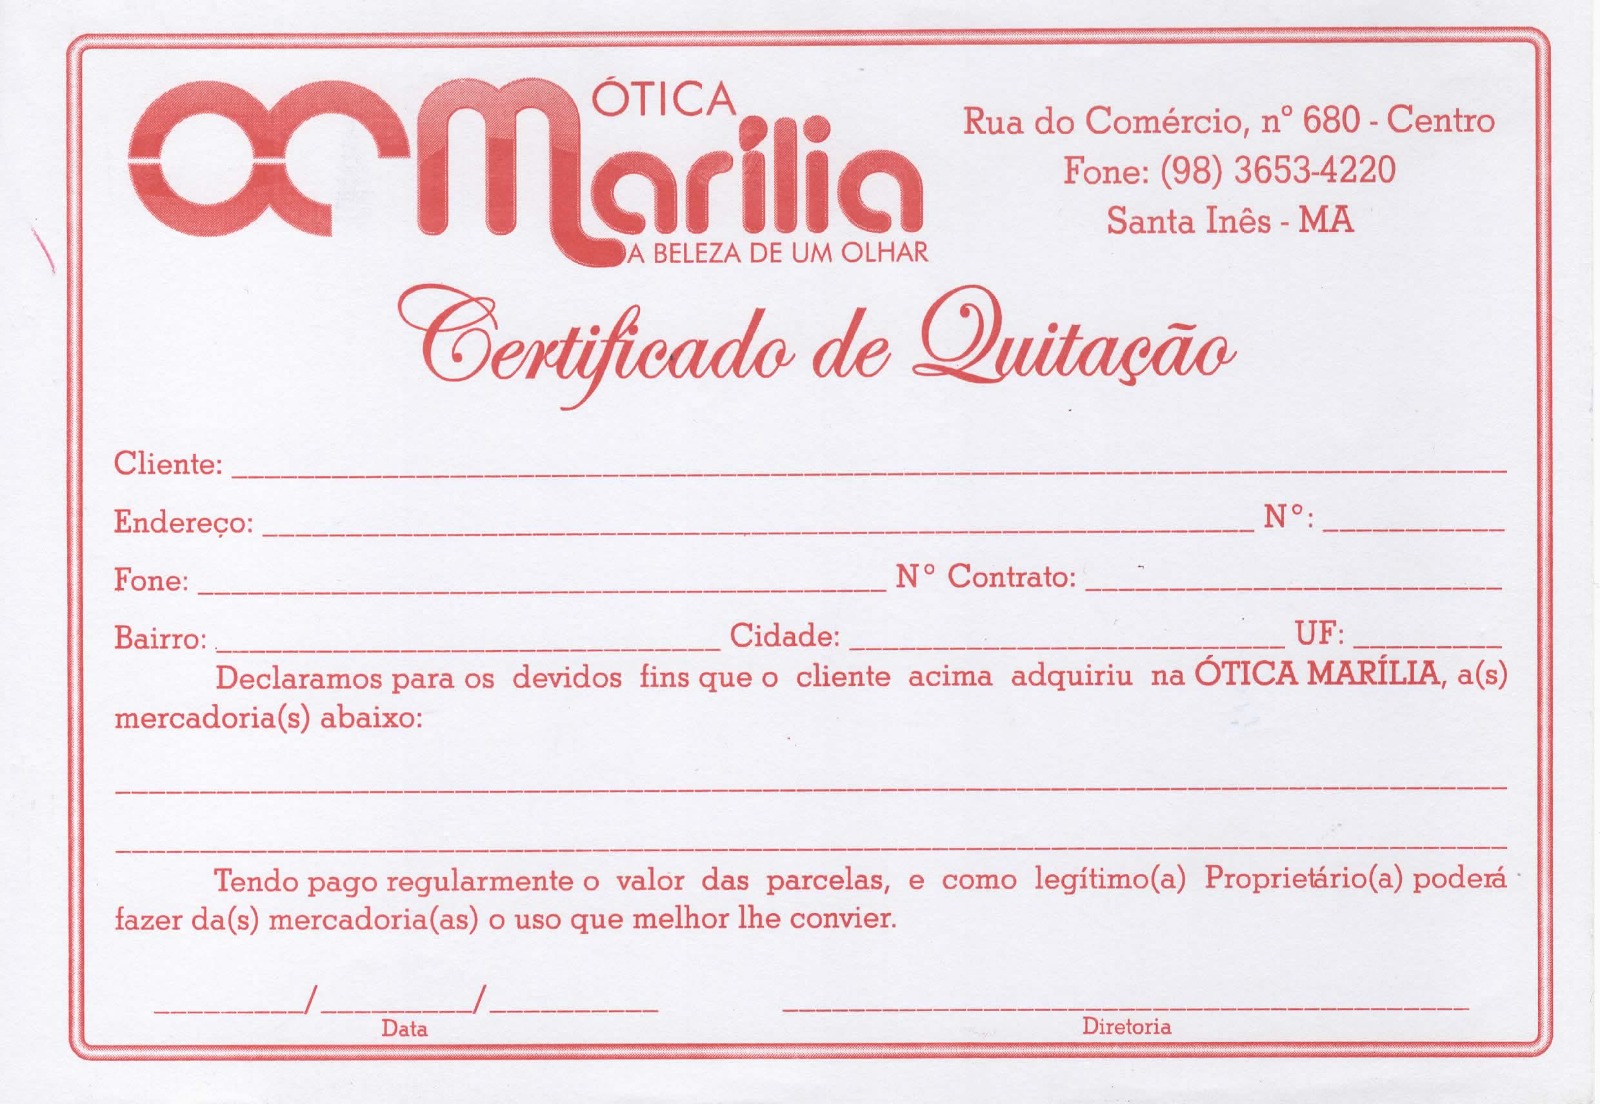 ÓTICA
Marília
A BELEZA DE UM OLHAR
Rua do Comércio, nº 680 - Centro
Fone: (98) 3653-4220
Santa Inês - MA
Certificado de Quitação
Cliente:
Endereço: N°:
Fone: N° Contrato:
Bairro: Cidade: UF:
Declaramos para os devidos fins que o cliente acima adquiriu na ÓTICA MARÍLIA, a(s)
mercadoria(s) abaixo:
Tendo pago regularmente o valor das parcelas, e como legítimo(a) Proprietário(a) poderá
fazer da(s) mercadoria(as) o uso que melhor lhe convier.
/ /
Data
Diretoria